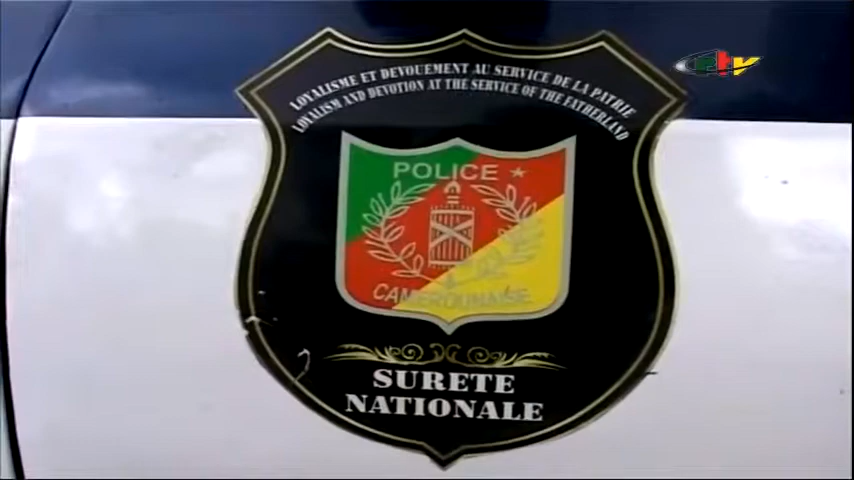 crtv
LOYALISME ET DEVOUEMENT AU SERVICE DE LA PATRIE
LOYALISM AND DEVOTION AT THE SERVICE OF THE FATHERLAND
POLICE
CAMEROUNAISE
SURETE
NATIONALE